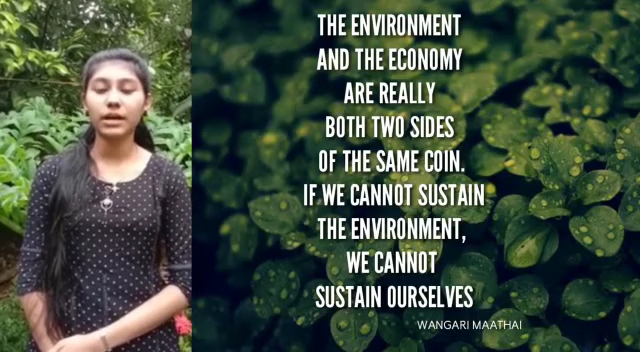 THE ENVIRONMENT
AND THE ECONOMY
ARE REALLY
BOTH TWO SIDES
OF THE SAME COIN.
IF WE CANNOT SUSTAIN
THE ENVIRONMENT,
WE CANNOT
SUSTAIN OURSELVES
WANGARI MAATHAI